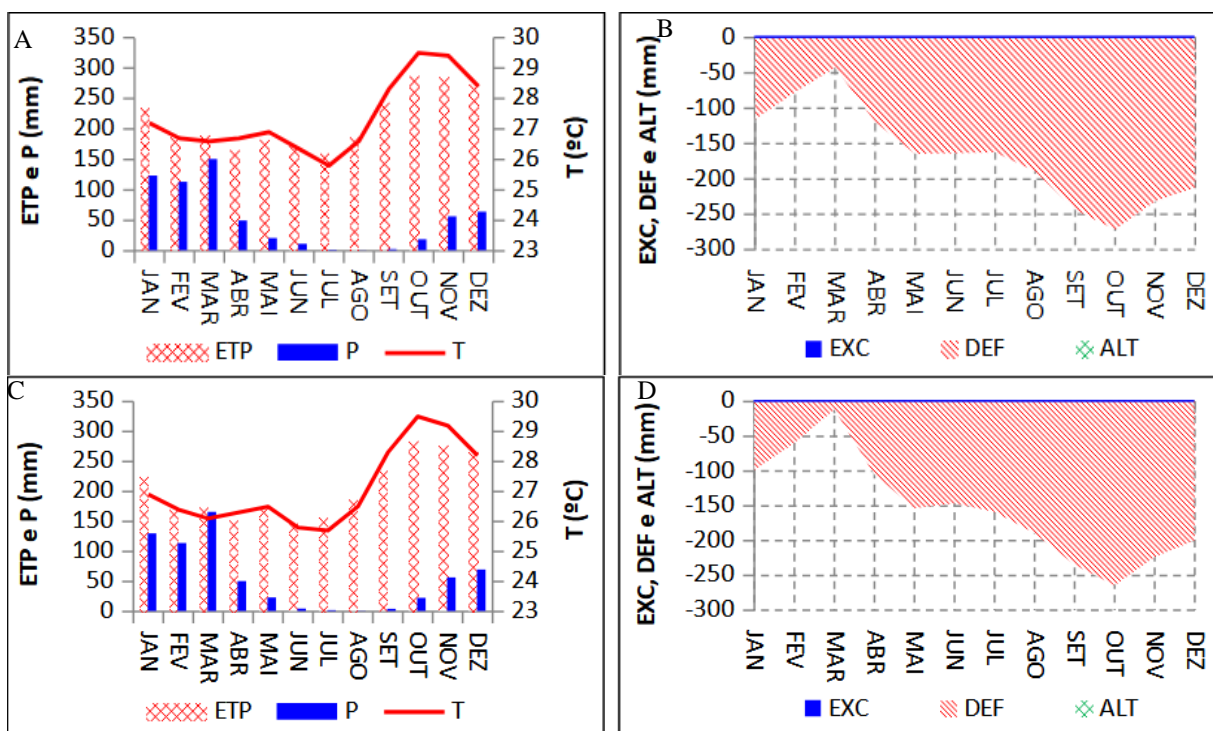 A
ETP e P (mm)
350
300
250
200
150
100
50
0
30
29
28
27
26
25
24
23
T (ºC)
JAN FEV MAR ABR MAI JUN JUL AGO SET OUT NOV DEZ
ETP P T
B
EXC, DEF e ALT (mm)
0
-50
-100
-150
-200
-250
-300
JAN FEV MAR ABR MAI JUN JUL AGO SET OUT NOV DEZ
EXC DEF ALT
C
ETP e P (mm)
350
300
250
200
150
100
50
0
30
29
28
27
26
25
24
23
T (ºC)
JAN FEV MAR ABR MAI JUN JUL AGO SET OUT NOV DEZ
ETP P T
D
EXC, DEF e ALT (mm)
0
-50
-100
-150
-200
-250
-300
JAN FEV MAR ABR MAI JUN JUL AGO SET OUT NOV DEZ
EXC DEF ALT